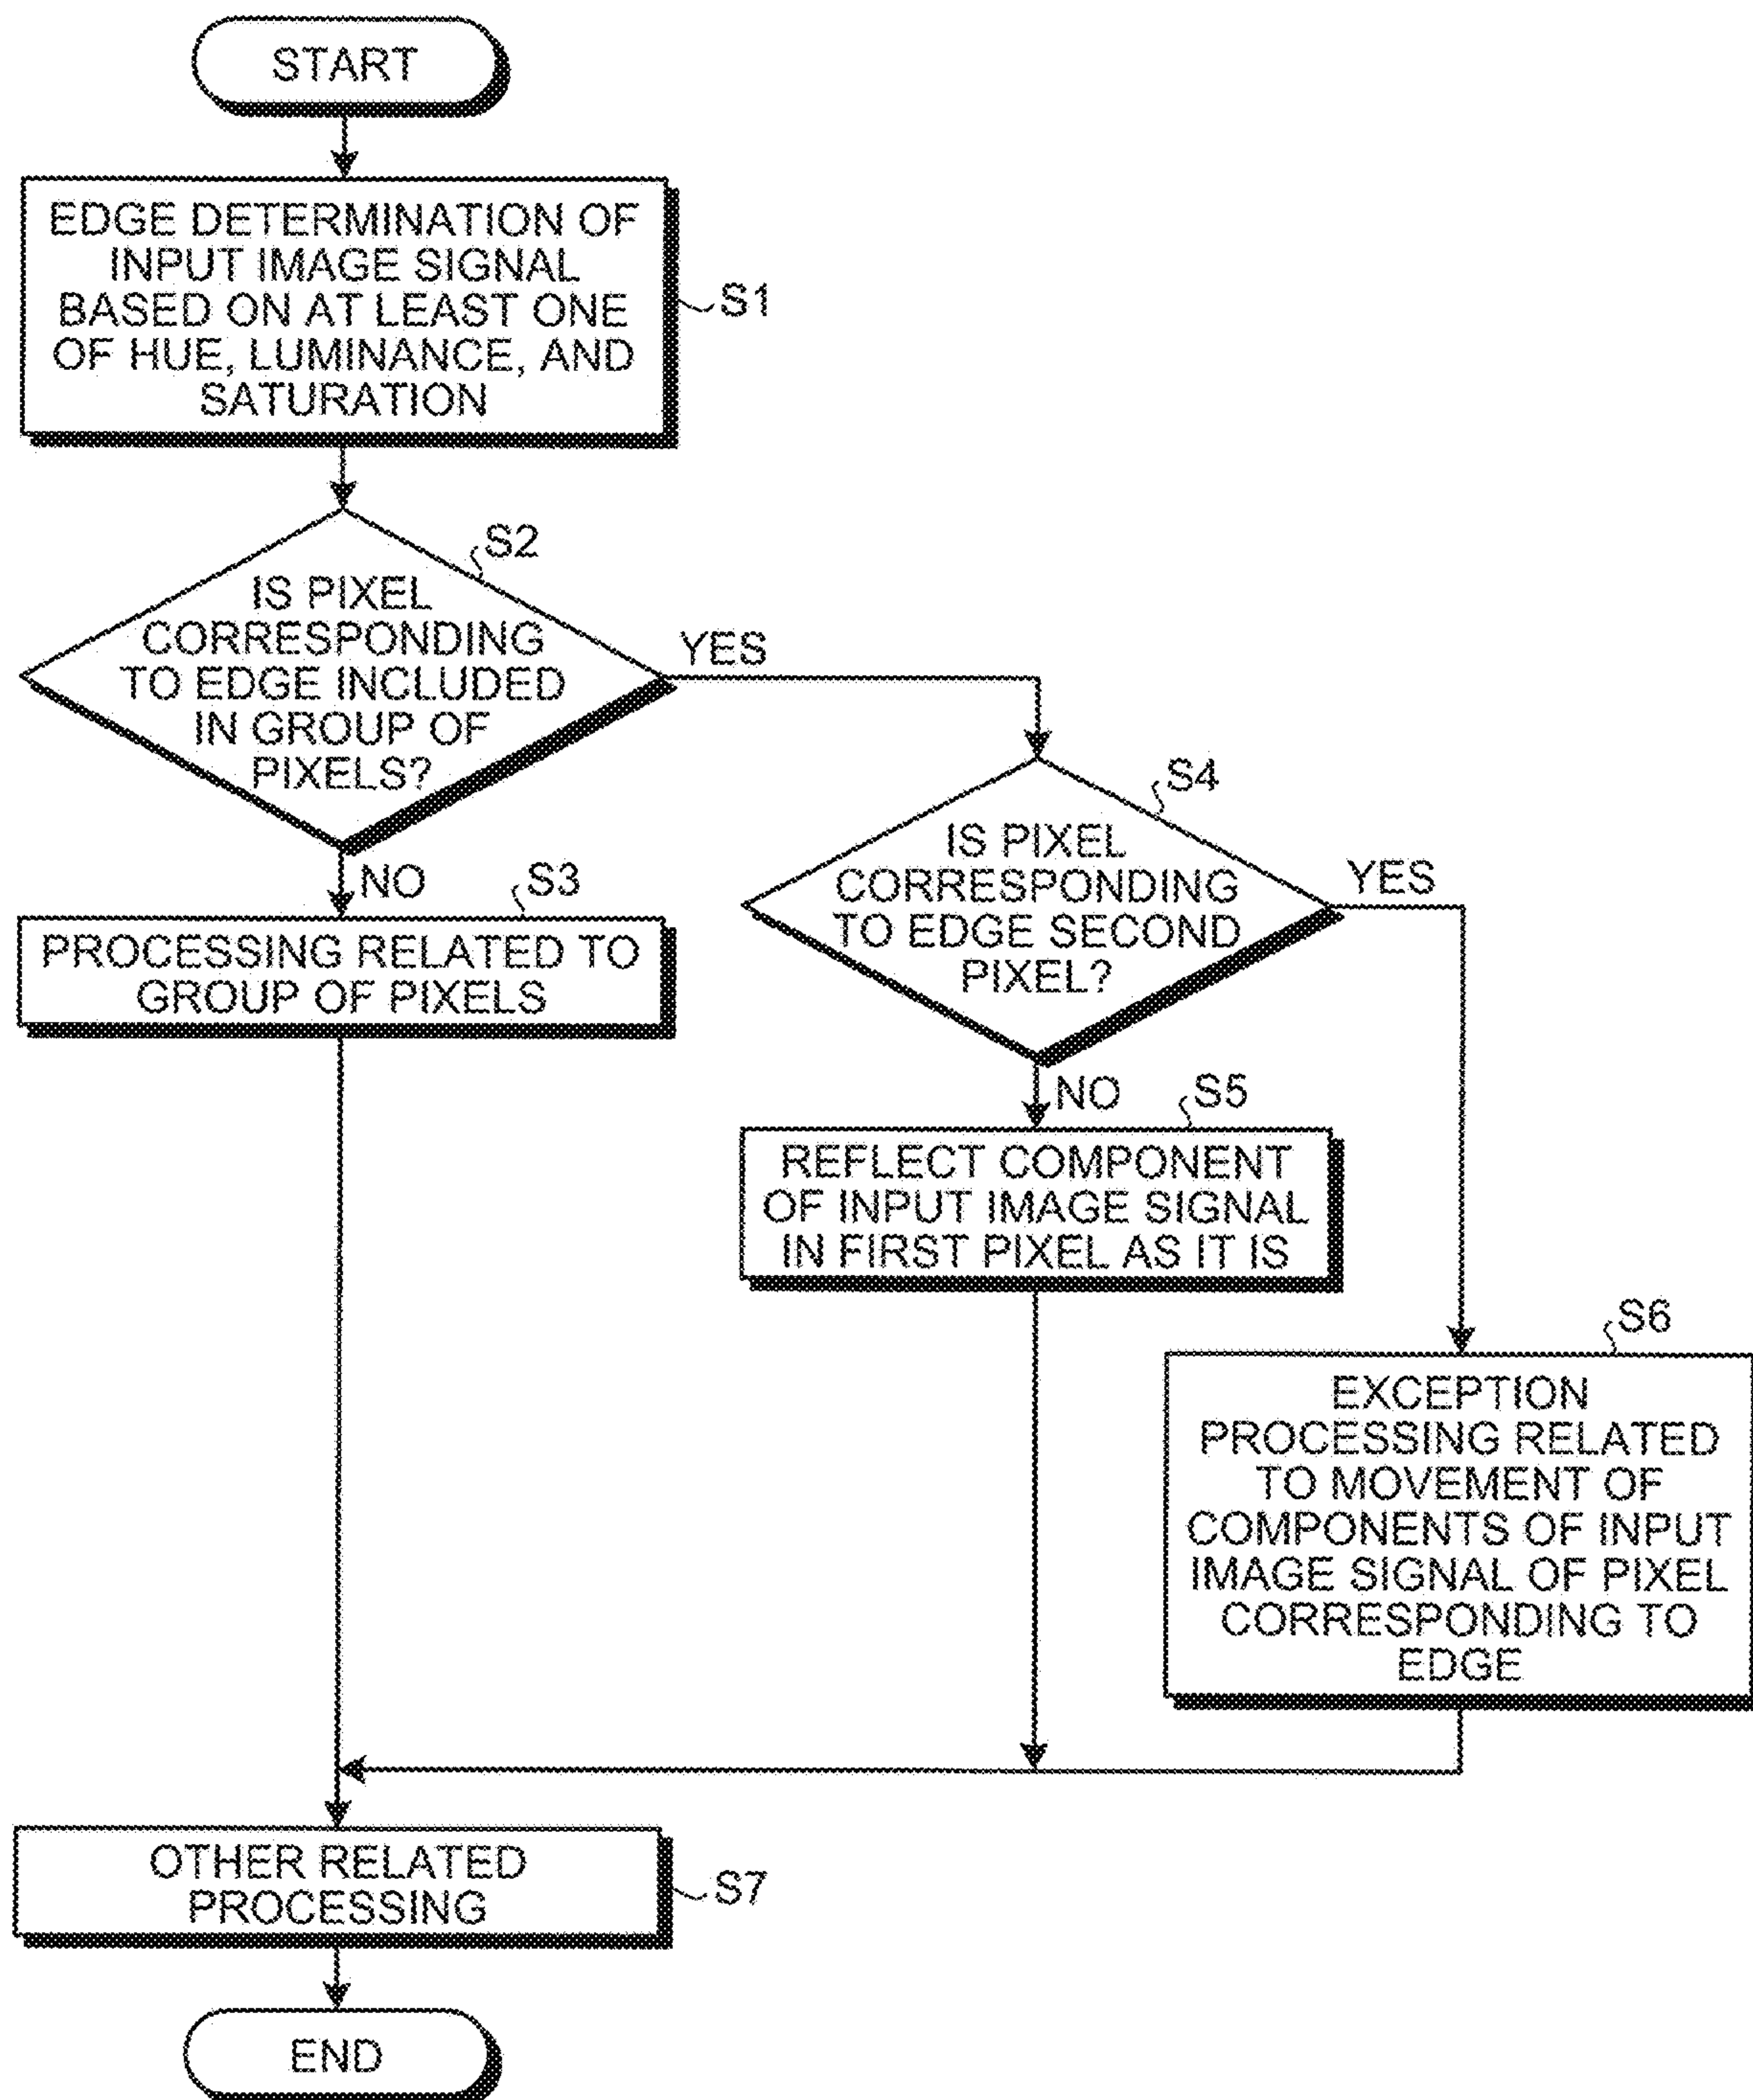 START
EDGE DETERMINATION OF
INPUT IMAGE SIGNAL
BASED ON AT LEAST ONE
OF HUE, LUMINANCE, AND
SATURATION
S1
S2
IS PIXEL
CORRESPONDING
TO EDGE INCLUDED
IN GROUP OF
PIXELS?
YES
NO
S3
PROCESSING RELATED TO
GROUP OF PIXELS
S4
IS PIXEL
CORRESPONDING
TO EDGE SECOND
PIXEL?
YES
NO
S5
REFLECT COMPONENT
OF INPUT IMAGE SIGNAL
IN FIRST PIXEL AS IT IS
S6
EXCEPTION
PROCESSING RELATED
TO MOVEMENT OF
COMPONENTS OF INPUT
IMAGE SIGNAL OF PIXEL
CORRESPONDING TO
EDGE
OTHER RELATED
PROCESSING
S7
END